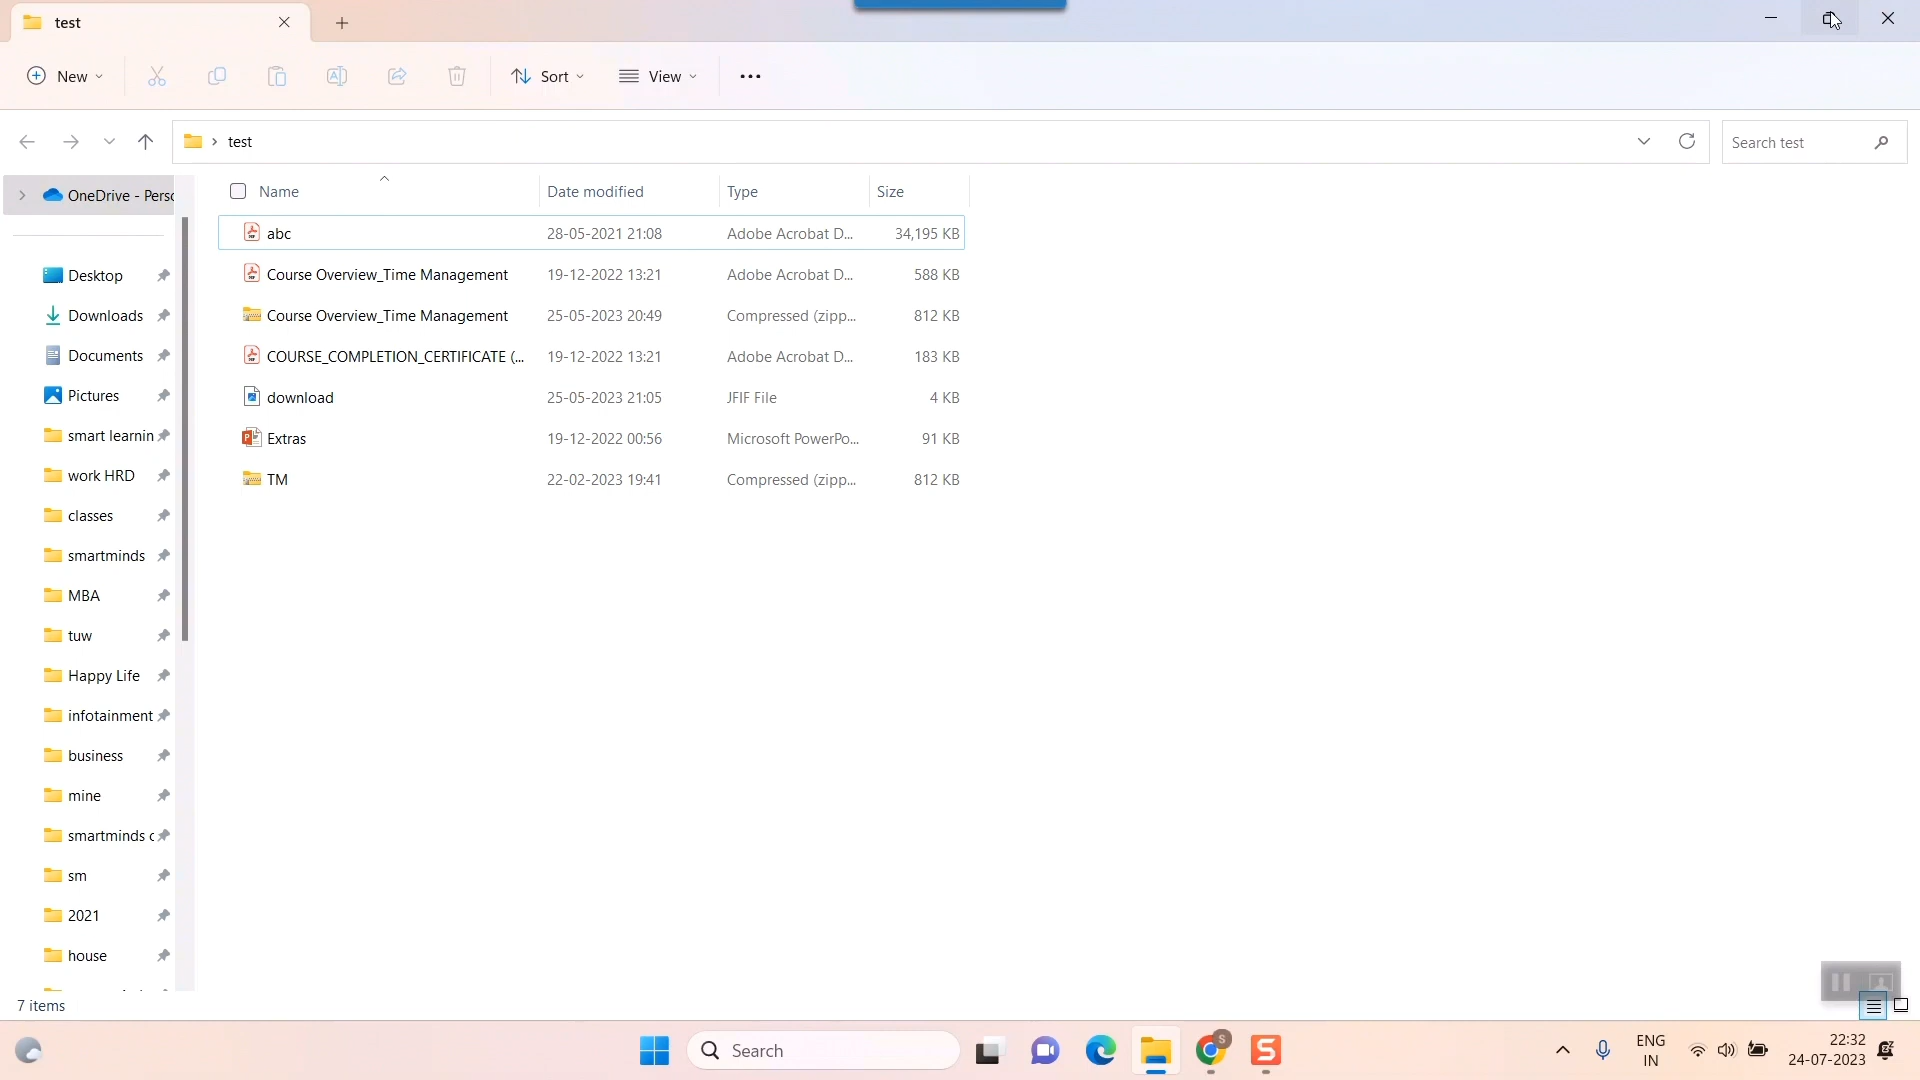 test
New
Sort
View
test
Search test
OneDrive - Perso
Name Date modified Type Size
abc 28-05-2021 21:08 Adobe Acrobat D... 34,195 KB
Course Overview_Time Management 19-12-2022 13:21 Adobe Acrobat D... 588 KB
Course Overview_Time Management 25-05-2023 20:49 Compressed (zipp... 812 KB
COURSE_COMPLETION_CERTIFICATE (... 19-12-2022 13:21 Adobe Acrobat D... 183 KB
download 25-05-2023 21:05 JFIF File 4 KB
Extras 19-12-2022 00:56 Microsoft PowerPo... 91 KB
TM 22-02-2023 19:41 Compressed (zipp... 812 KB
Desktop
Downloads
Documents
Pictures
smart learnin
work HRD
classes
smartminds
MBA
tuw
Happy Life
infotainment
business
mine
smartminds c
sm
2021
house
7 items
Search
S
S
ENG
IN
22:32
24-07-2023